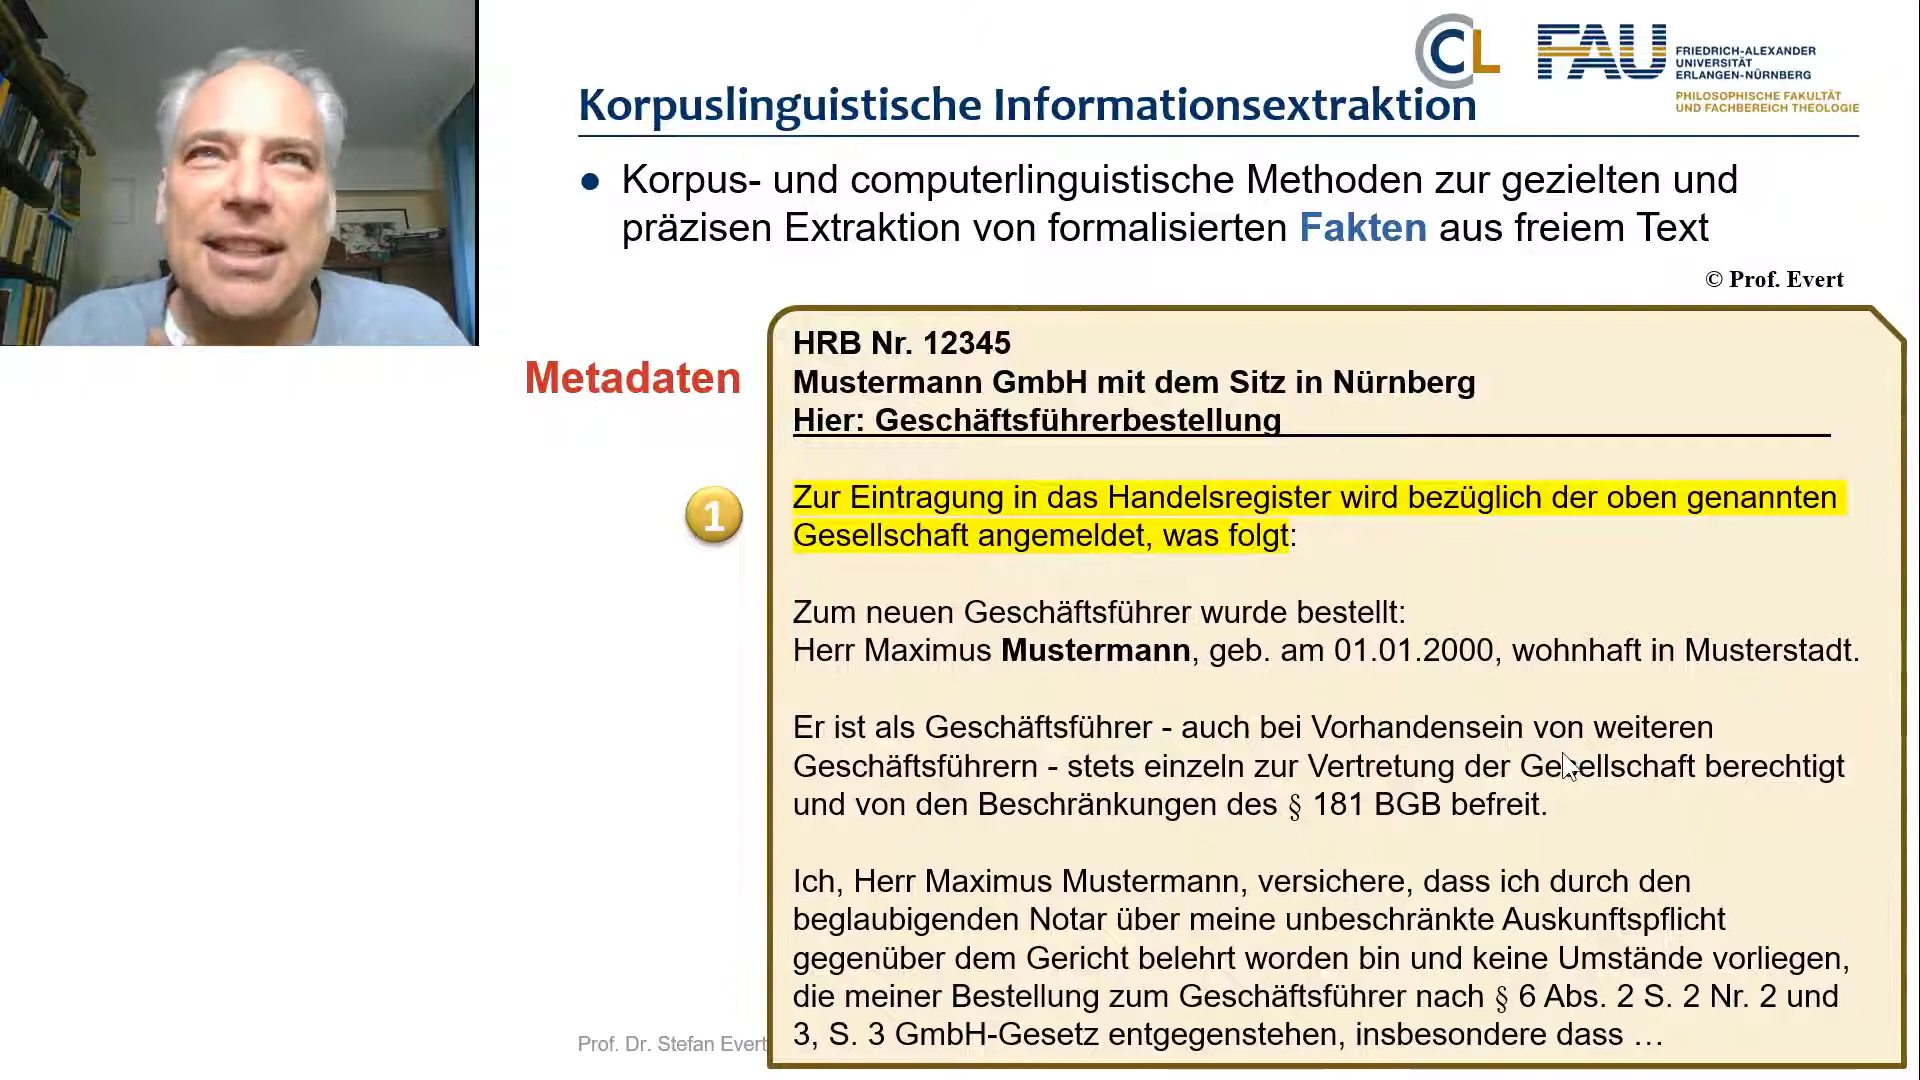 CL
FAU
FRIEDRICH-ALEXANDER
UNIVERSITÄT
ERLANGEN-NÜRNBERG
PHILOSOPHISCHE FAKULTÄT
UND FACHBEREICH THEOLOGIE
Korpuslinguistische Informationsextraktion
● Korpus- und computerlinguistische Methoden zur gezielten und
präzisen Extraktion von formalisierten Fakten aus freiem Text
© Prof. Evert
Metadaten
HRB Nr. 12345
Mustermann GmbH mit dem Sitz in Nürnberg
Hier: Geschäftsführerbestellung
1
Zur Eintragung in das Handelsregister wird bezüglich der oben genannten
Gesellschaft angemeldet, was folgt:
Zum neuen Geschäftsführer wurde bestellt:
Herr Maximus Mustermann, geb. am 01.01.2000, wohnhaft in Musterstadt.
Er ist als Geschäftsführer - auch bei Vorhandensein von weiteren
Geschäftsführern - stets einzeln zur Vertretung der Gesellschaft berechtigt
und von den Beschränkungen des § 181 BGB befreit.
Ich, Herr Maximus Mustermann, versichere, dass ich durch den
beglaubigenden Notar über meine unbeschränkte Auskunftspflicht
gegenüber dem Gericht belehrt worden bin und keine Umstände vorliegen,
die meiner Bestellung zum Geschäftsführer nach § 6 Abs. 2 S. 2 Nr. 2 und
3, S. 3 GmbH-Gesetz entgegenstehen, insbesondere dass …
Prof. Dr. Stefan Evert